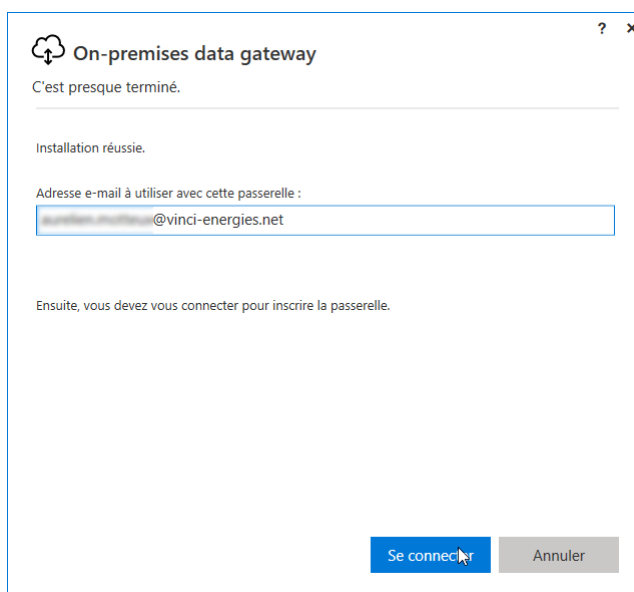 ?
On-premises data gateway
C'est presque terminé.
Installation réussie.
Adresse e-mail à utiliser avec cette passerelle :
@vinci-energies.net
Ensuite, vous devez vous connecter pour inscrire la passerelle.
Se connecter
Annuler